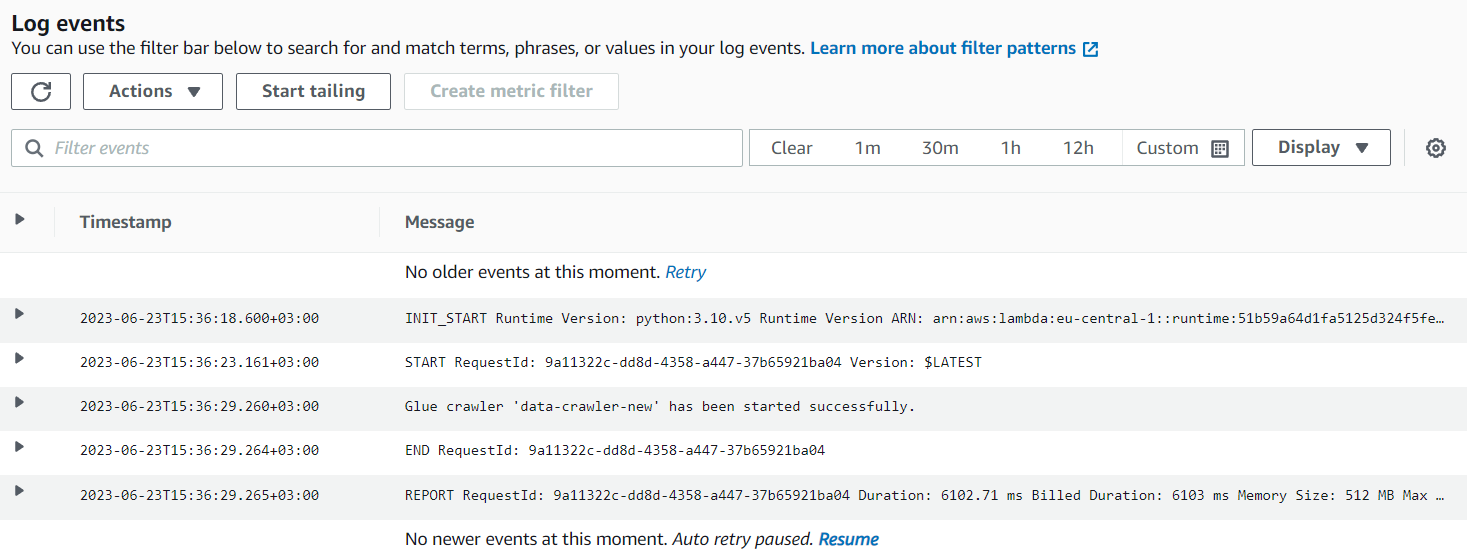 Log events
You can use the filter bar below to search for and match terms, phrases, or values in your log events. Learn more about filter patterns
Actions Start tailing Create metric filter
Filter events Clear 1m 30m 1h 12h Custom Display
Timestamp Message
No older events at this moment. Retry
2023-06-23T15:36:18.600+03:00 INIT_START Runtime Version: python:3.10.v5 Runtime Version ARN: arn:aws:lambda:eu-central-1::runtime:51b59a64d1fa5125d324f5fe…
2023-06-23T15:36:23.161+03:00 START RequestId: 9a11322c-dd8d-4358-a447-37b65921ba04 Version: $LATEST
2023-06-23T15:36:29.260+03:00 Glue crawler 'data-crawler-new' has been started successfully.
2023-06-23T15:36:29.264+03:00 END RequestId: 9a11322c-dd8d-4358-a447-37b65921ba04
2023-06-23T15:36:29.265+03:00 REPORT RequestId: 9a11322c-dd8d-4358-a447-37b65921ba04 Duration: 6102.71 ms Billed Duration: 6103 ms Memory Size: 512 MB Max …
No newer events at this moment. Auto retry paused. Resume